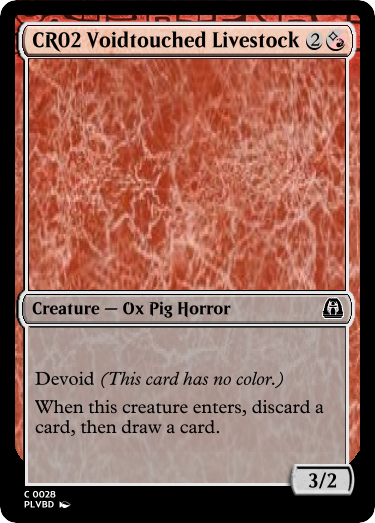 CR02 Voidtouched Livestock 2
Creature — Ox Pig Horror
Devoid (This card has no color.)
When this creature enters, discard a
card, then draw a card.
3/2
C 0028
PLVBD